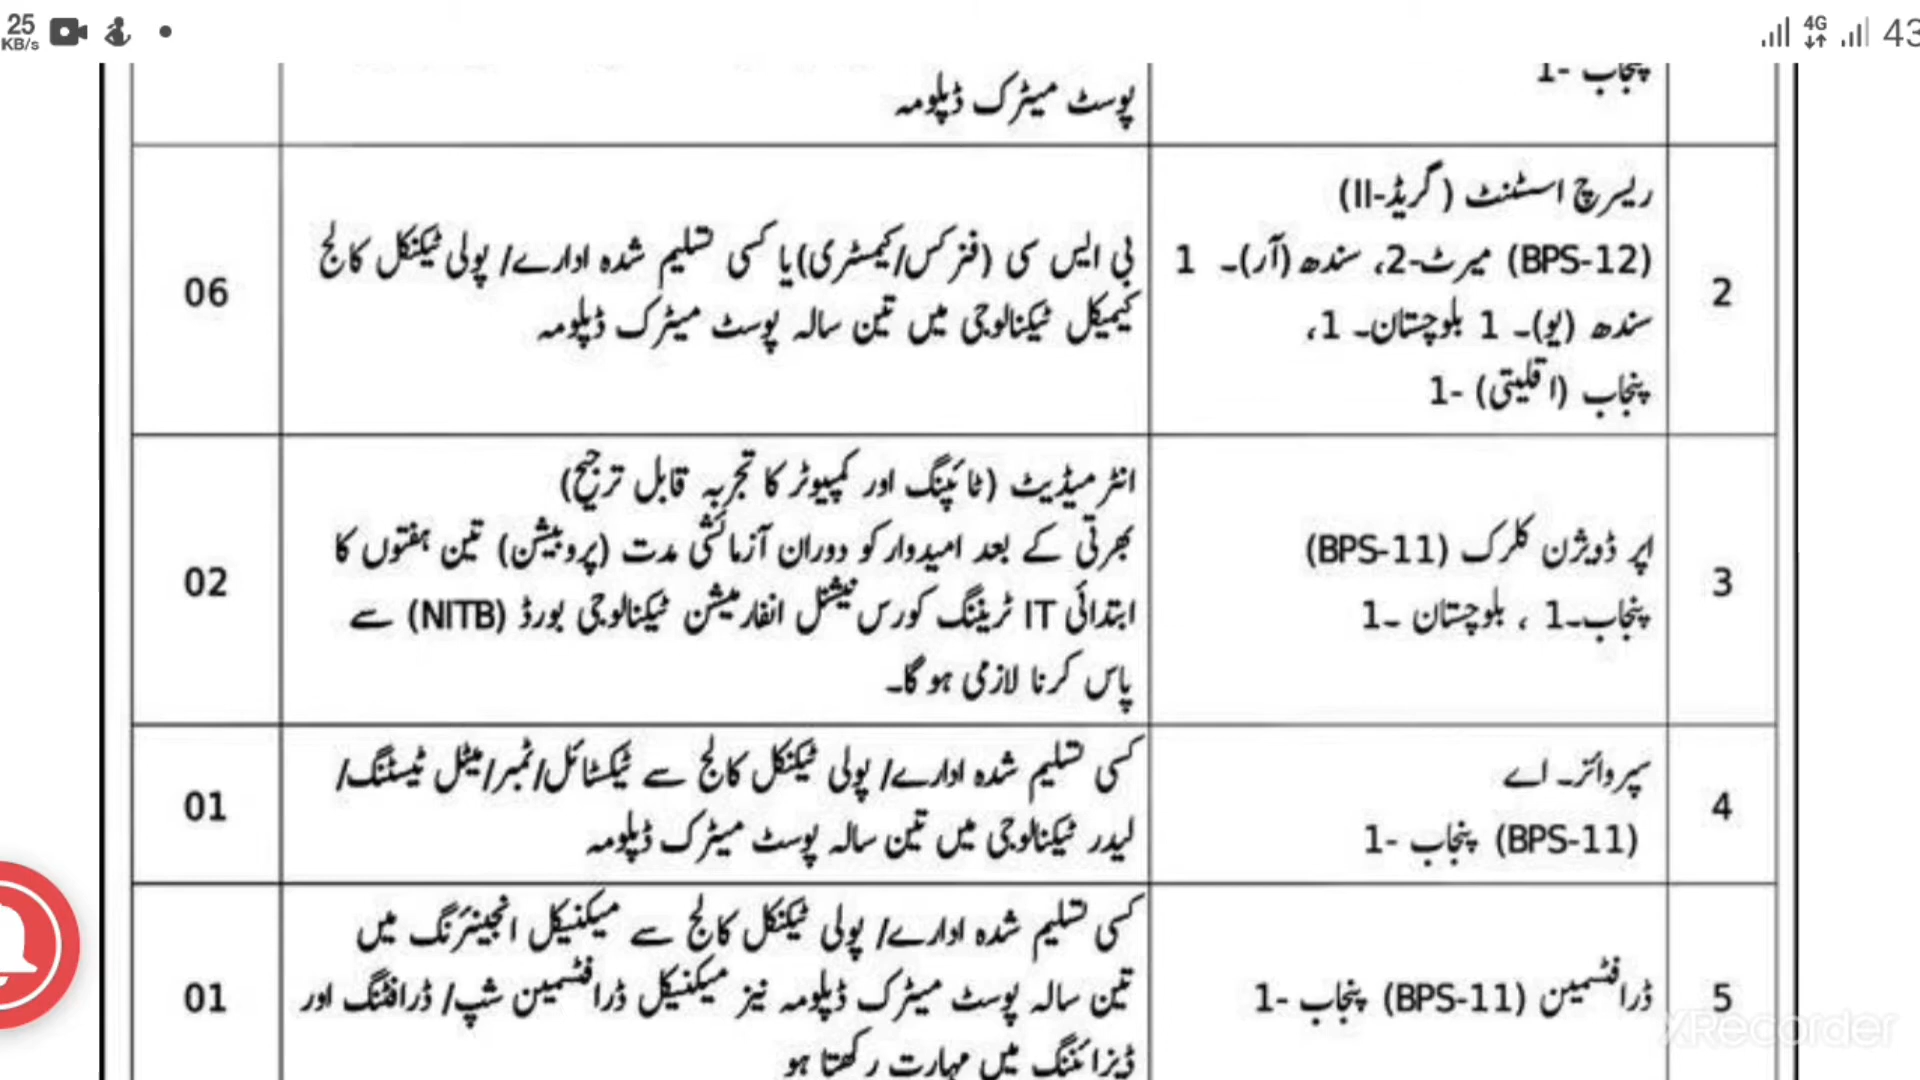 25
KB/s
4G
43
پنجاب -1
پوسٹ میٹرک ڈپلومہ
2
ریسرچ اسسٹنٹ (گریڈ-II)
(BPS-12) میرٹ-2، سندھ (آر)۔ 1
سندھ (یو)۔ 1 بلوچستان۔ 1،
پنجاب (اقلیتی) -1
بی ایس سی (فزکس/کیمسٹری) یا کسی تسلیم شدہ ادارے/ پولی ٹیکنکل کالج
کیمیکل ٹیکنالوجی میں تین سالہ پوسٹ میٹرک ڈپلومہ
06
3
اپر ڈویژن کلرک (BPS-11)
پنجاب۔1 ، بلوچستان ۔1
انٹرمیڈیٹ (ٹائپنگ اور کمپیوٹر کا تجربہ قابل ترجیح)
بھرتی کے بعد امیدوار کو دوران آزمائشی مدت (پروبیشن) تین ہفتوں کا
ابتدائی IT ٹریننگ کورس نیشنل انفارمیشن ٹیکنالوجی بورڈ (NITB) سے
پاس کرنا لازمی ہو گا۔
02
4
سپروائزر۔ اے
(BPS-11) پنجاب -1
کسی تسلیم شدہ ادارے/ پولی ٹیکنکل کالج سے ٹیکسٹائل/ٹمبر/میٹل ٹیسٹنگ/
لیدر ٹیکنالوجی میں تین سالہ پوسٹ میٹرک ڈپلومہ
01
5
ڈرافٹسمین (BPS-11) پنجاب -1
کسی تسلیم شدہ ادارے/ پولی ٹیکنکل کالج سے میکنیکل انجینئرنگ میں
تین سالہ پوسٹ میٹرک ڈپلومہ نیز میکنیکل ڈرافٹسمین شپ/ ڈرافٹنگ اور
ڈیزائننگ میں مہارت رکھتا ہو
01
XRecorder